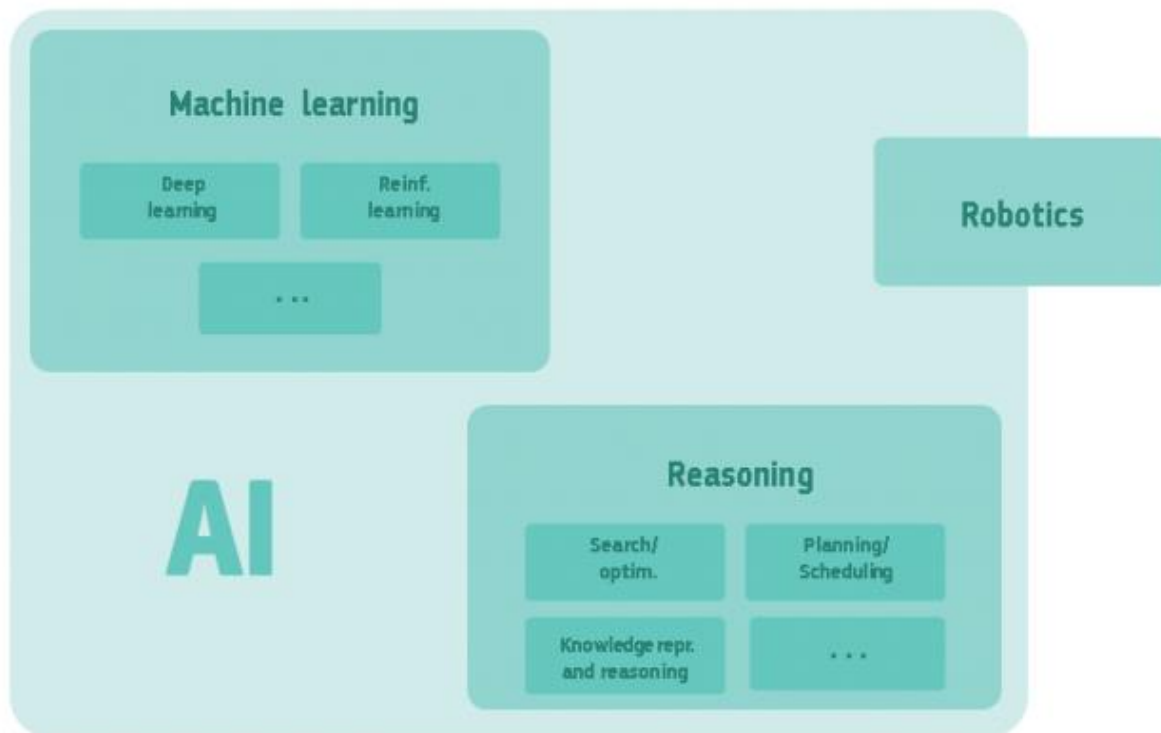 Machine learning
Deep
learning
Reinf.
learning
...
Robotics
AI
Reasoning
Search/
optim.
Planning/
Scheduling
Knowledge repr.
and reasoning
...